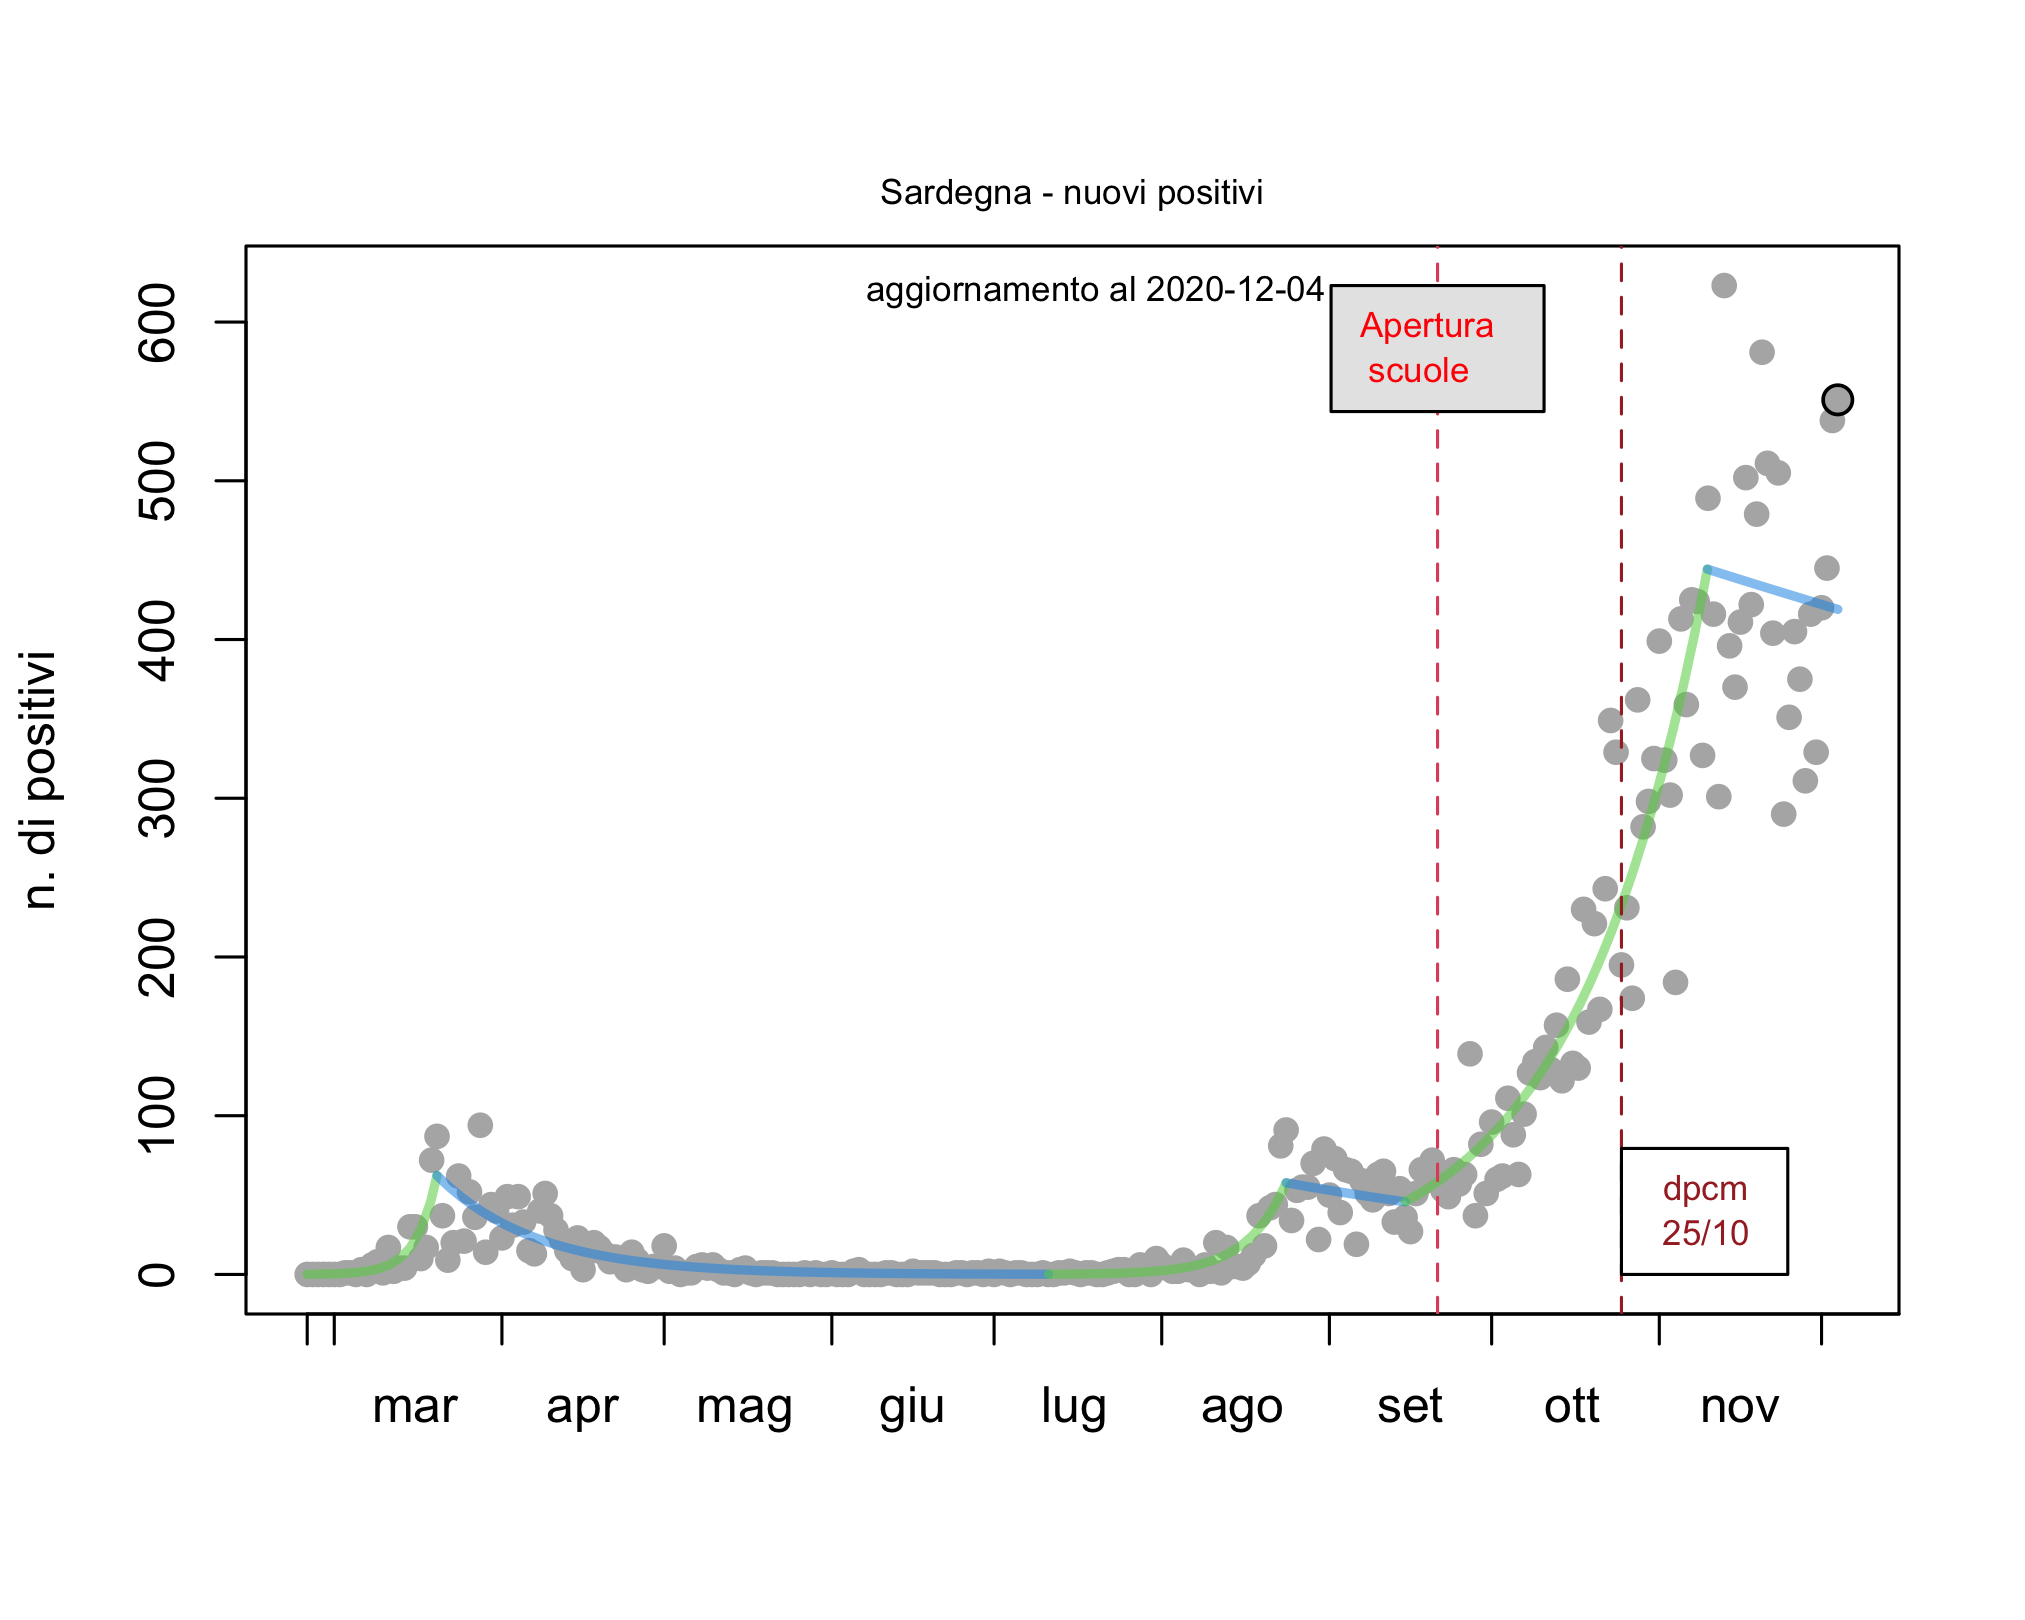 Sardegna - nuovi positivi
aggiornamento al 2020-12-04
Apertura
scuole
n. di positivi
600
500
400
300
200
100
0
dpcm
25/10
mar apr mag giu lug ago set ott nov